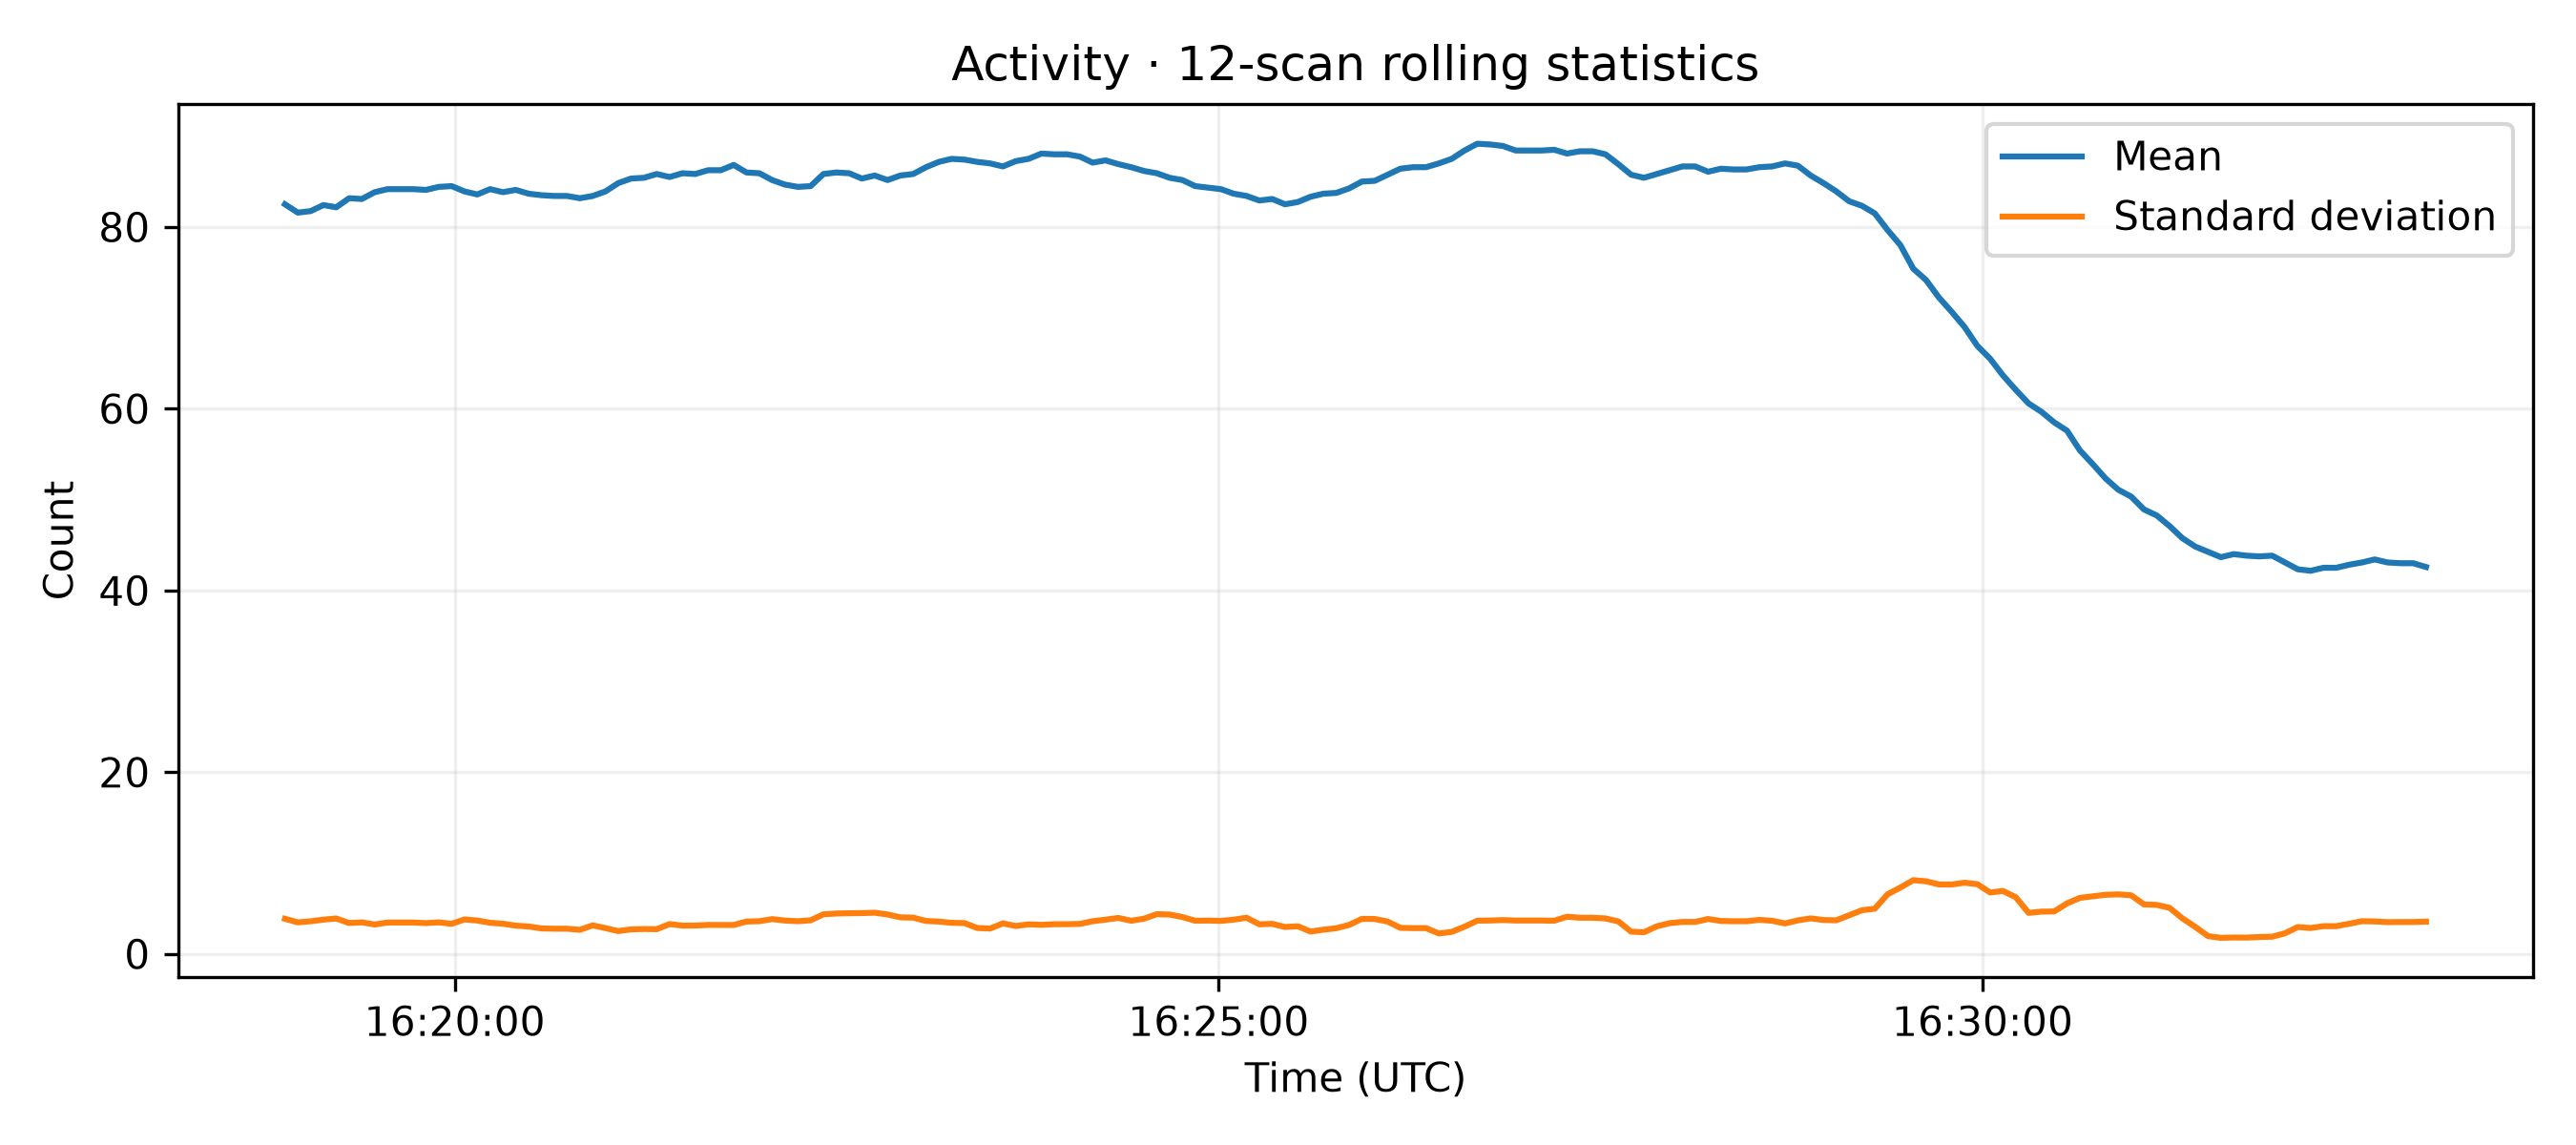 Activity · 12-scan rolling statistics
Mean
Standard deviation
80
60
40
20
0
Count
16:20:00 16:25:00 16:30:00
Time (UTC)